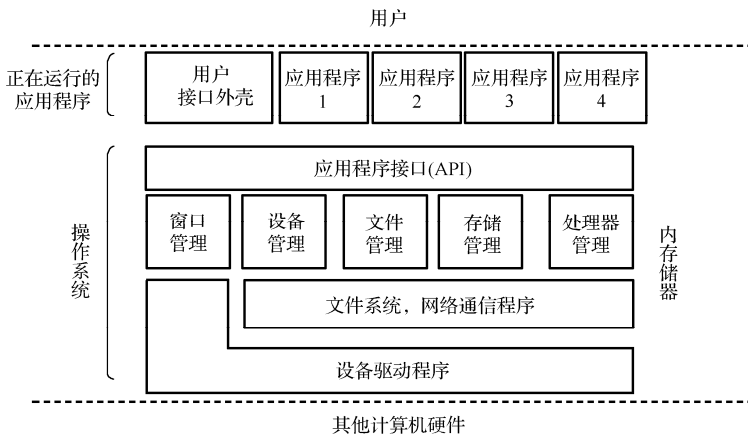 用户
正在运行的
应用程序
用户
接口外壳
应用程序
1
应用程序
2
应用程序
3
应用程序
4
操作系统
应用程序接口(API)
窗口
管理
设备
管理
文件
管理
存储
管理
处理器
管理
内存储器
文件系统，网络通信程序
设备驱动程序
其他计算机硬件